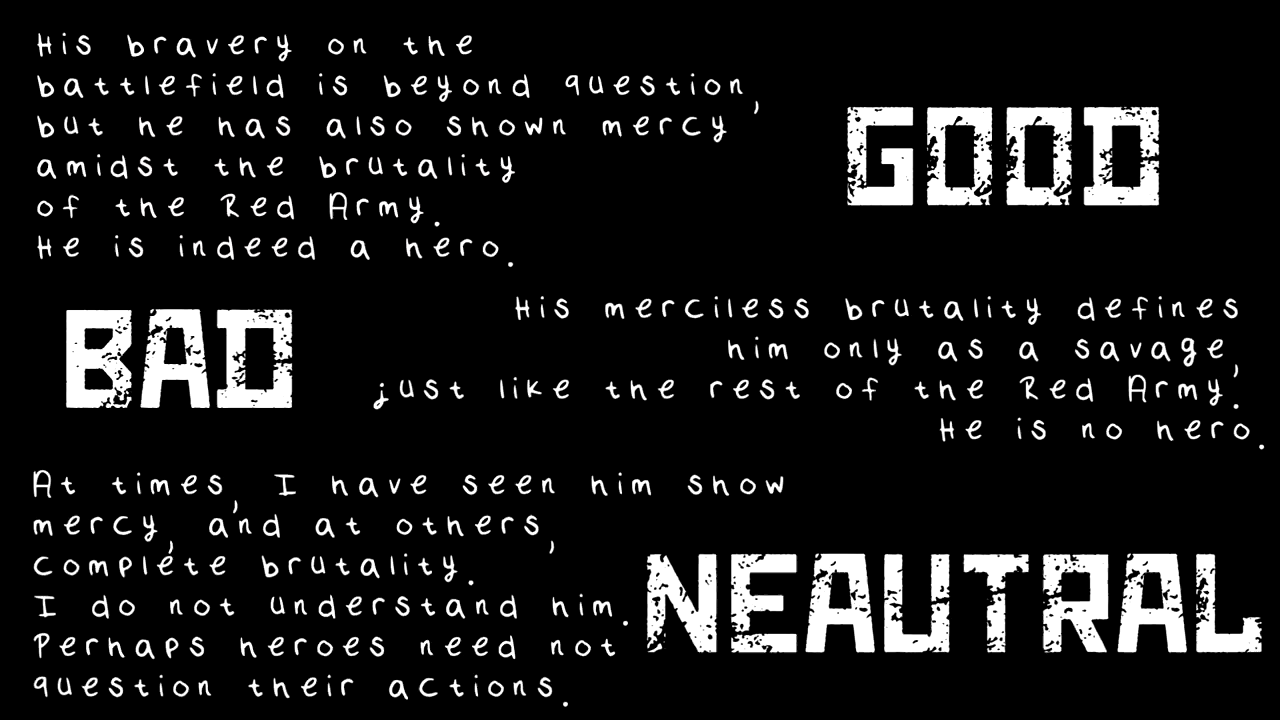 His bravery on the
battlefield is beyond question,
but he has also shown mercy
amidst the brutality
of the Red Army.
He is indeed a hero.
GOOD
BAD
His merciless brutality defines
him only as a savage,
just like the rest of the Red Army.
He is no hero.
At times, I have seen him show
mercy, and at others,
complete brutality.
I do not understand him.
Perhaps heroes need not
question their actions.
NEAUTRAL